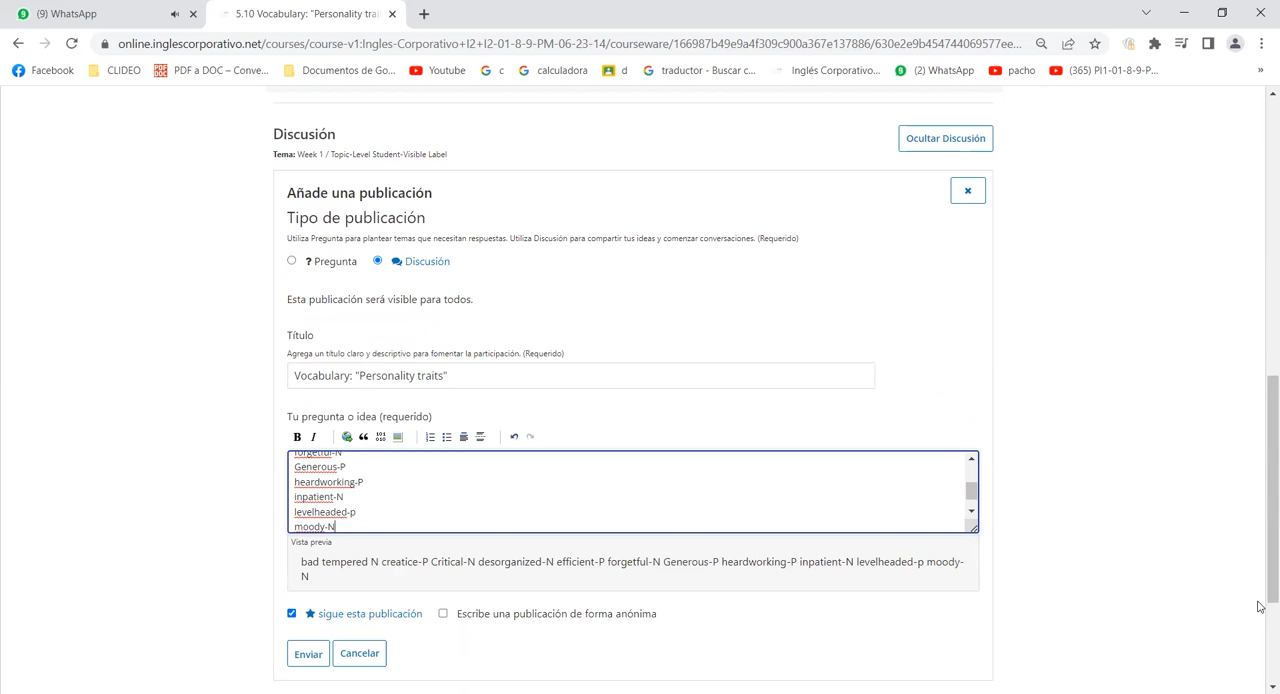 (9) WhatsApp
5.10 Vocabulary: "Personality trai
online.inglescorporativo.net/courses/course-v1:Ingles-Corporativo+I2+I2-01-8-9DM-06-23-14/courseware/166987b49e9a4f309c900a367e137886/630e2e9b454744069577ee...
Facebook
CLIDEO
PDF a DOC – Conve...
Documentos de Go...
Youtube
c
calculadora
d
traductor - Buscar c...
Inglés Corporativo...
(2) WhatsApp
pacho
(365) PI1-01-8-9-P...
»
Discusión
Ocultar Discusión
Tema: Week 1 / Topic-Level Student-Visible Label
Añade una publicación
Tipo de publicación
Utiliza Pregunta para plantear temas que necesitan respuestas. Utiliza Discusión para compartir tus ideas y comenzar conversaciones. (Requerido)
? Pregunta
Discusión
Esta publicación será visible para todos.
Título
Agrega un título claro y descriptivo para fomentar la participación. (Requerido)
Vocabulary: "Personality traits"
Tu pregunta o idea (requerido)
B I
forgetful-N
Generous-P
heardworking-P
inpatient-N
levelheaded-p
moody-N
Vista previa
bad tempered N creatice-P Critical-N desorganized-N efficient-P forgetful-N Generous-P heardworking-P inpatient-N levelheaded-p moody-
N
sigue esta publicación
Escribe una publicación de forma anónima
Enviar
Cancelar